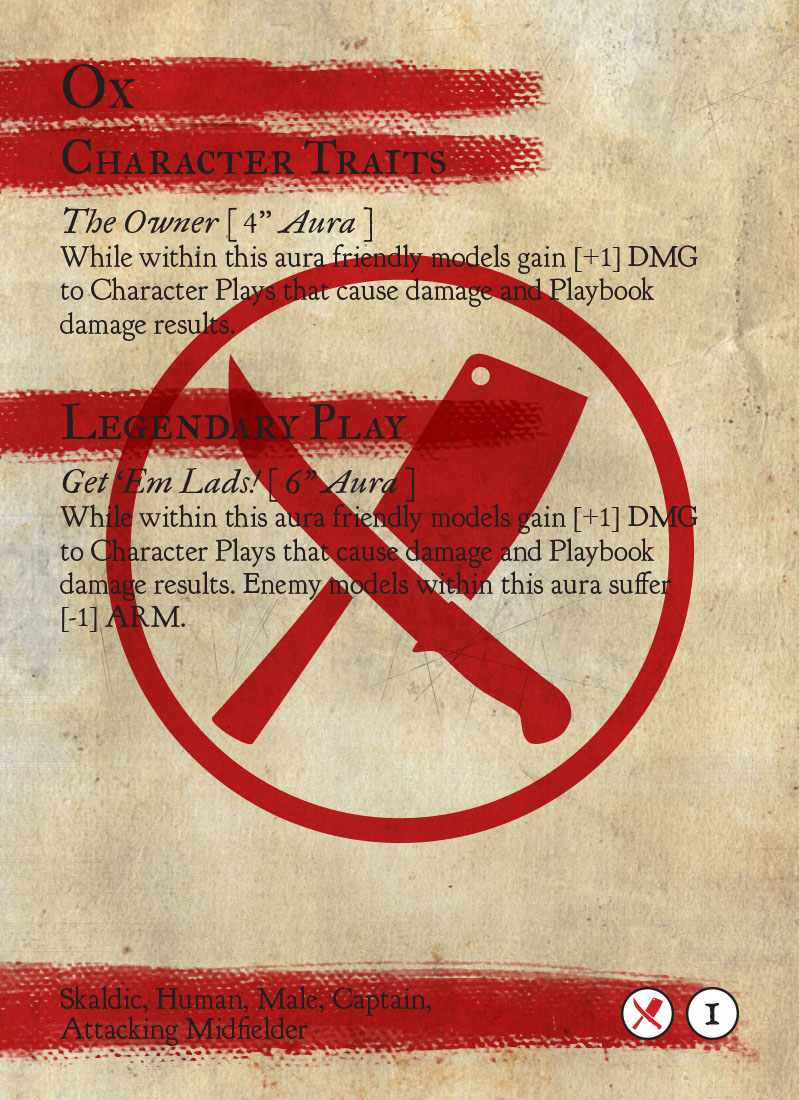 Ox
Character Traits
The Owner [ 4” Aura ]
While within this aura friendly models gain [+1] DMG
to Character Plays that cause damage and Playbook
damage results.
Legendary Play
Get ‘Em Lads! [ 6” Aura ]
While within this aura friendly models gain [+1] DMG
to Character Plays that cause damage and Playbook
damage results. Enemy models within this aura suffer
[-1] ARM.
Skaldic, Human, Male, Captain,
Attacking Midfielder
1